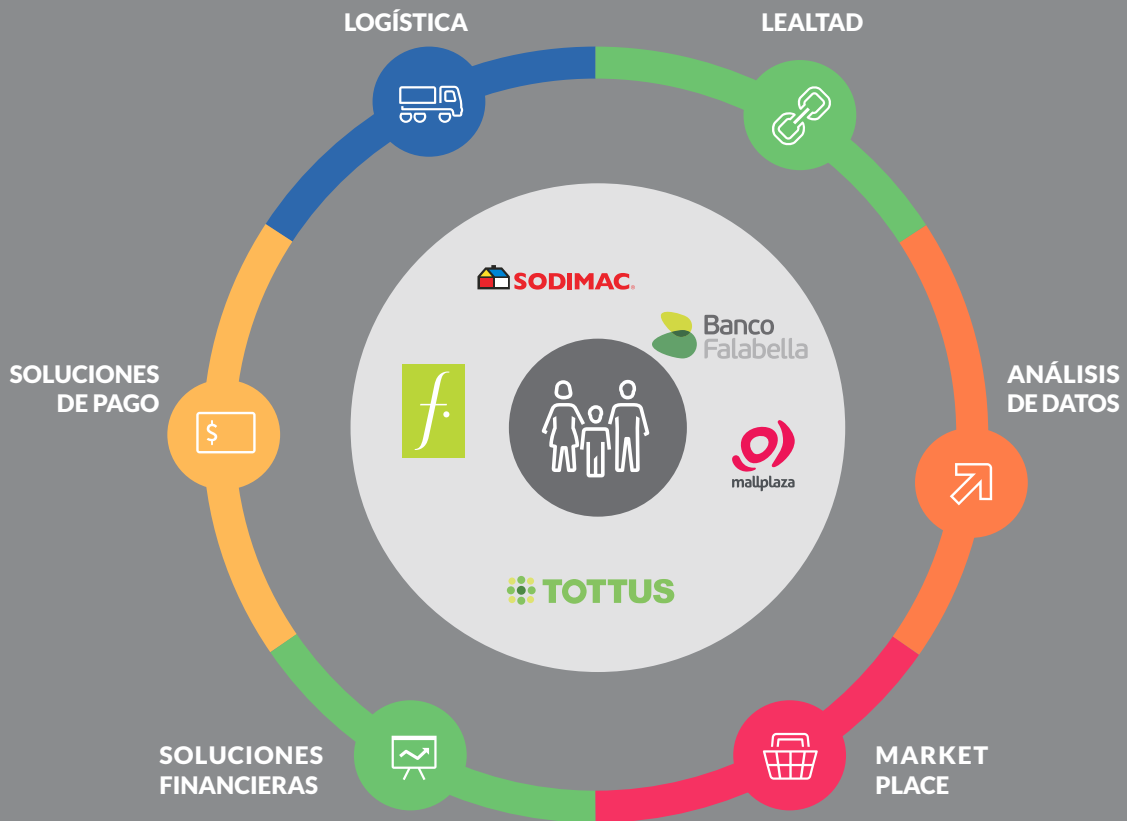 LOGÍSTICA
LEALTAD
SODIMAC®
Banco
Falabella
SOLUCIONES
DE PAGO
$
f.
ANÁLISIS
DE DATOS
mallplaza
TOTTUS
SOLUCIONES
FINANCIERAS
MARKET
PLACE